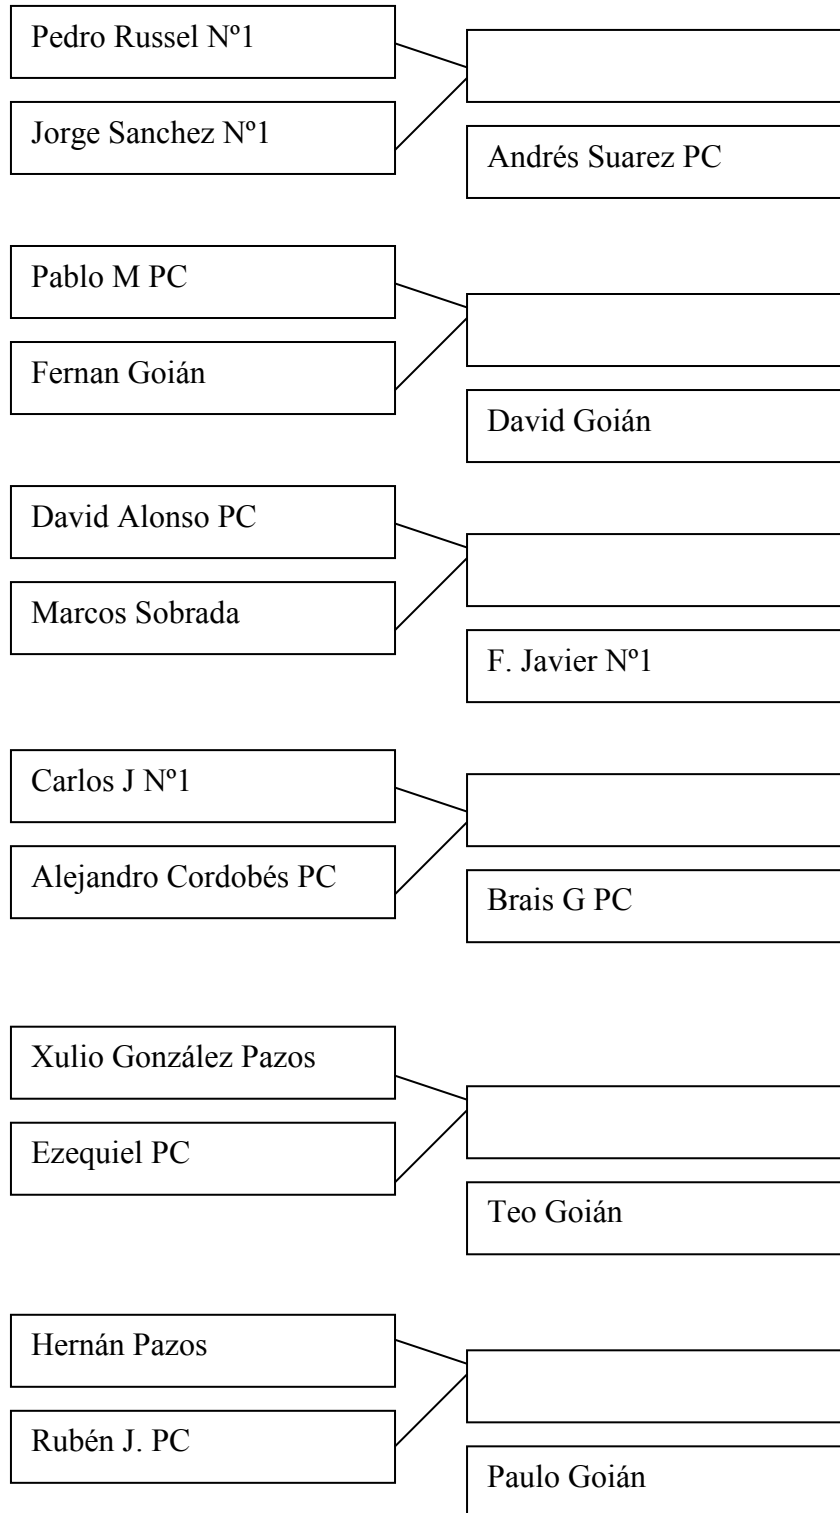 Pedro Russel Nº1
Jorge Sanchez Nº1
Andrés Suarez PC
Pablo M PC
Fernan Goián
David Goián
David Alonso PC
Marcos Sobrada
F. Javier Nº1
Carlos J Nº1
Alejandro Cordobés PC
Brais G PC
Xulio González Pazos
Ezequiel PC
Teo Goián
Hernán Pazos
Rubén J. PC
Paulo Goián